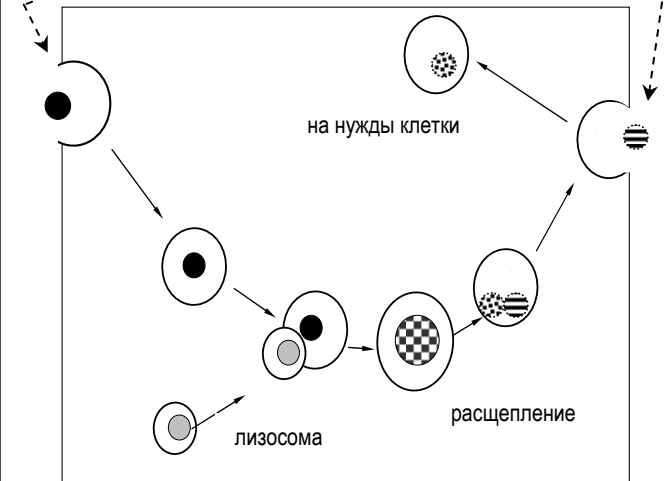 на нужды клетки
расщепление
лизосома